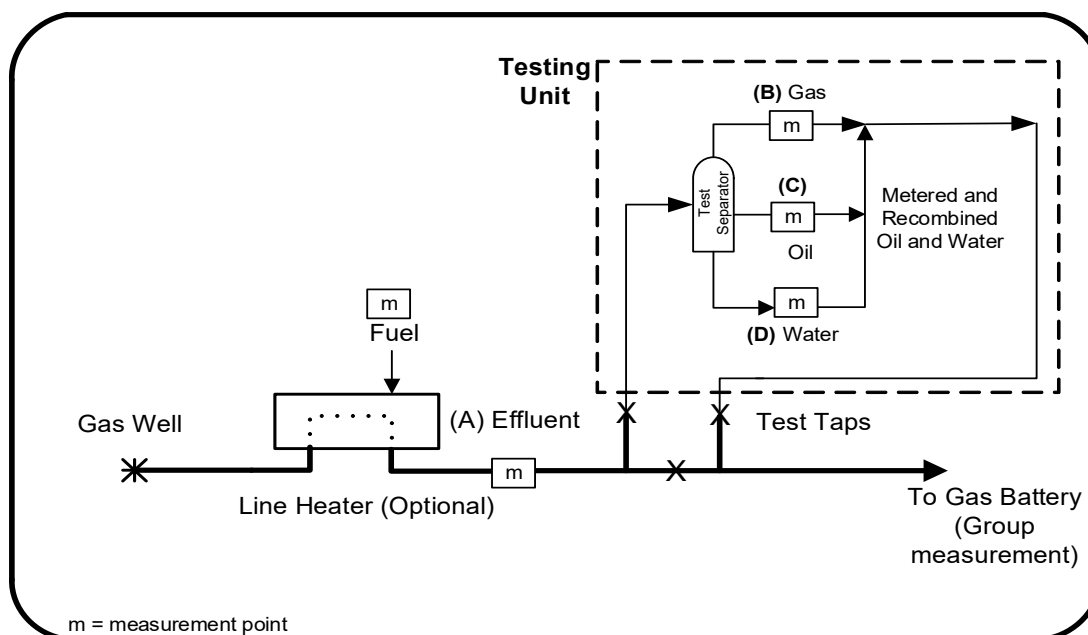 Testing
Unit
(B) Gas
m
Test
Separator
(C)
m
Oil
Metered and
Recombined
Oil and Water
m
(D) Water
m
Fuel
Gas Well
(A) Effluent
Test Taps
m
Line Heater (Optional)
To Gas Battery
(Group
measurement)
m = measurement point